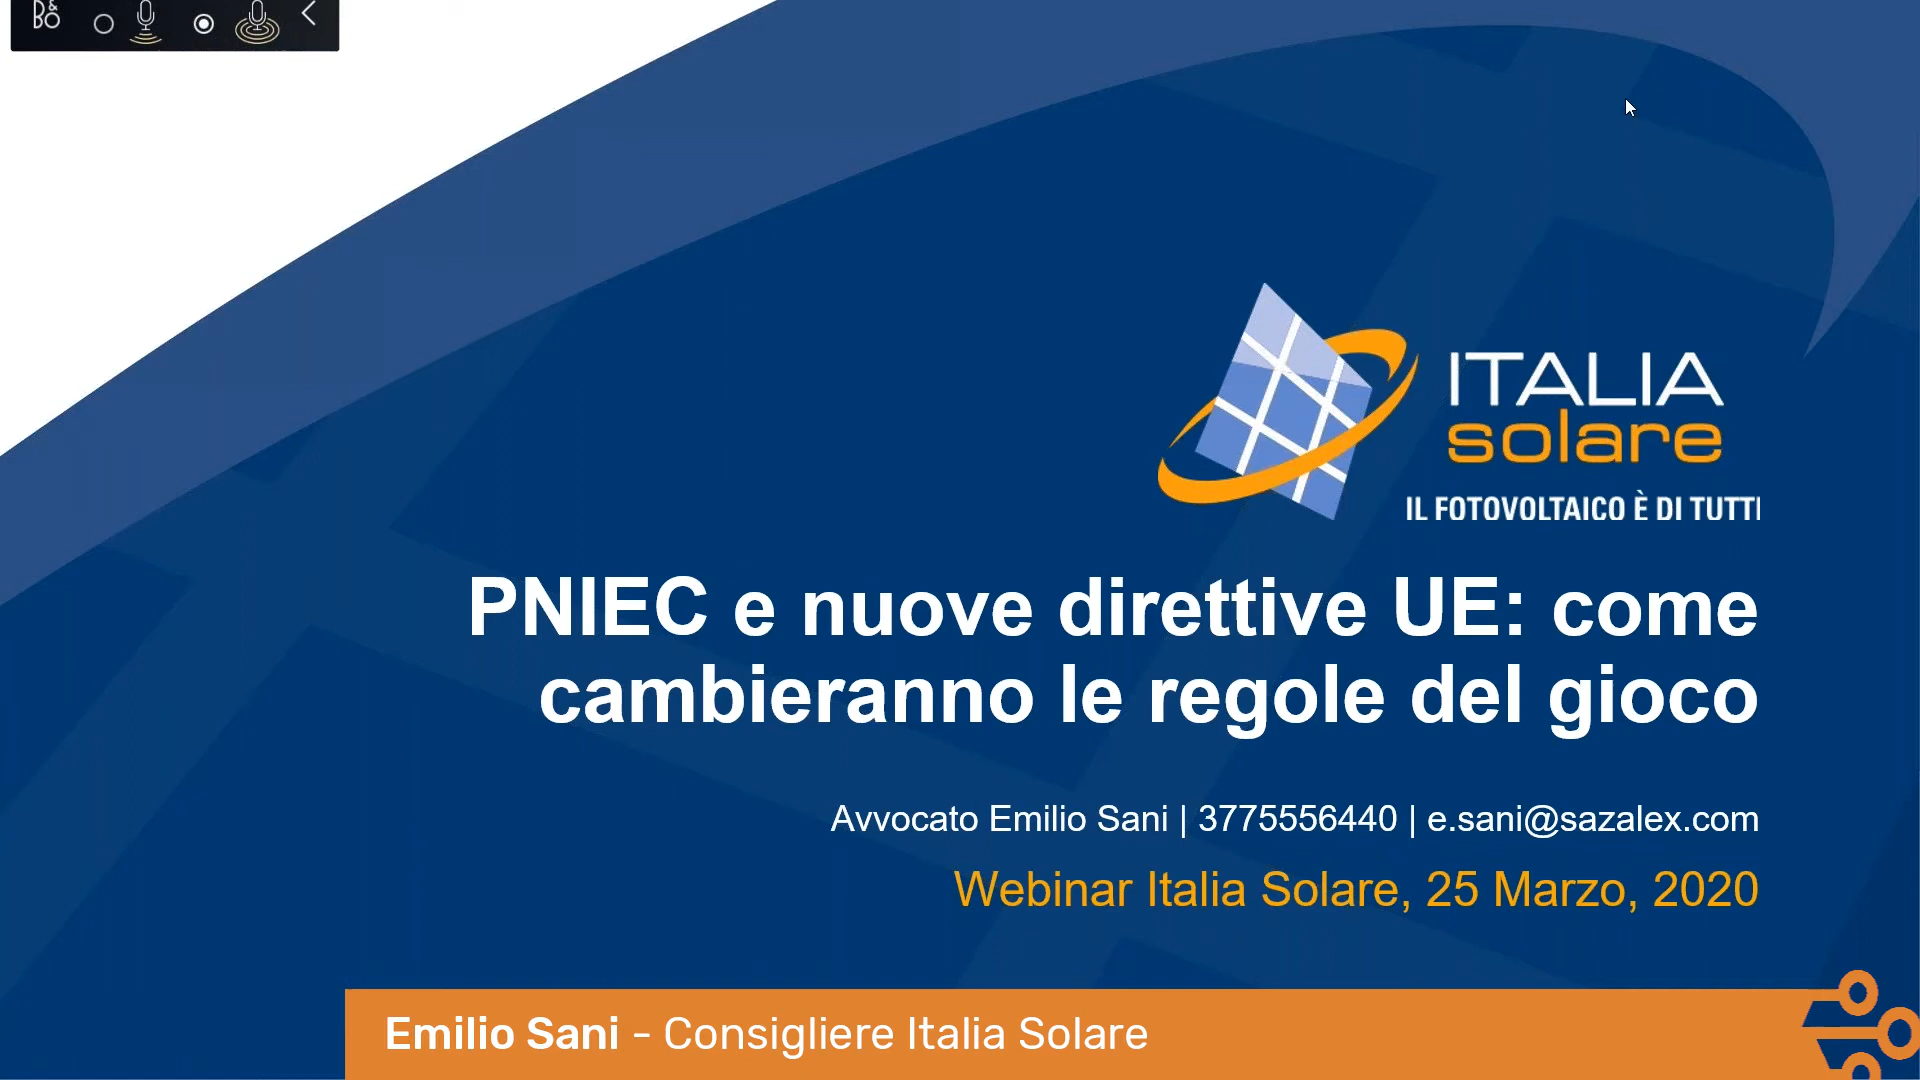 B&O
ITALIA
solare
IL FOTOVOLTAICO È DI TUTTI
PNIEC e nuove direttive UE: come
cambieranno le regole del gioco
Avvocato Emilio Sani | 3775556440 | e.sani@sazalex.com
Webinar Italia Solare, 25 Marzo, 2020
Emilio Sani - Consigliere Italia Solare